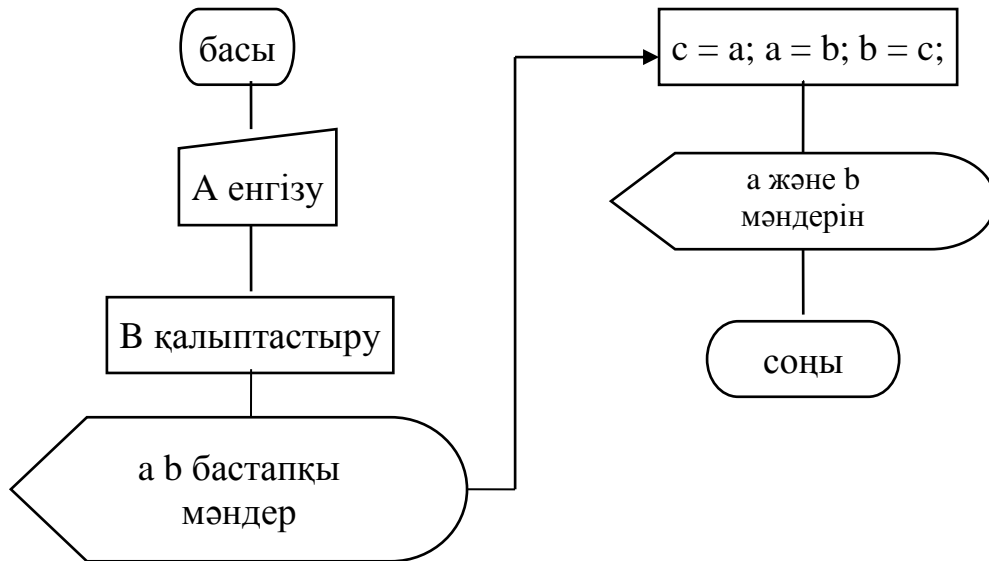 басы
А енгізу
В қалыптастыру
a b бастапқы
мәндер
c = a; a = b; b = c;
a және b
мәндерін
соңы